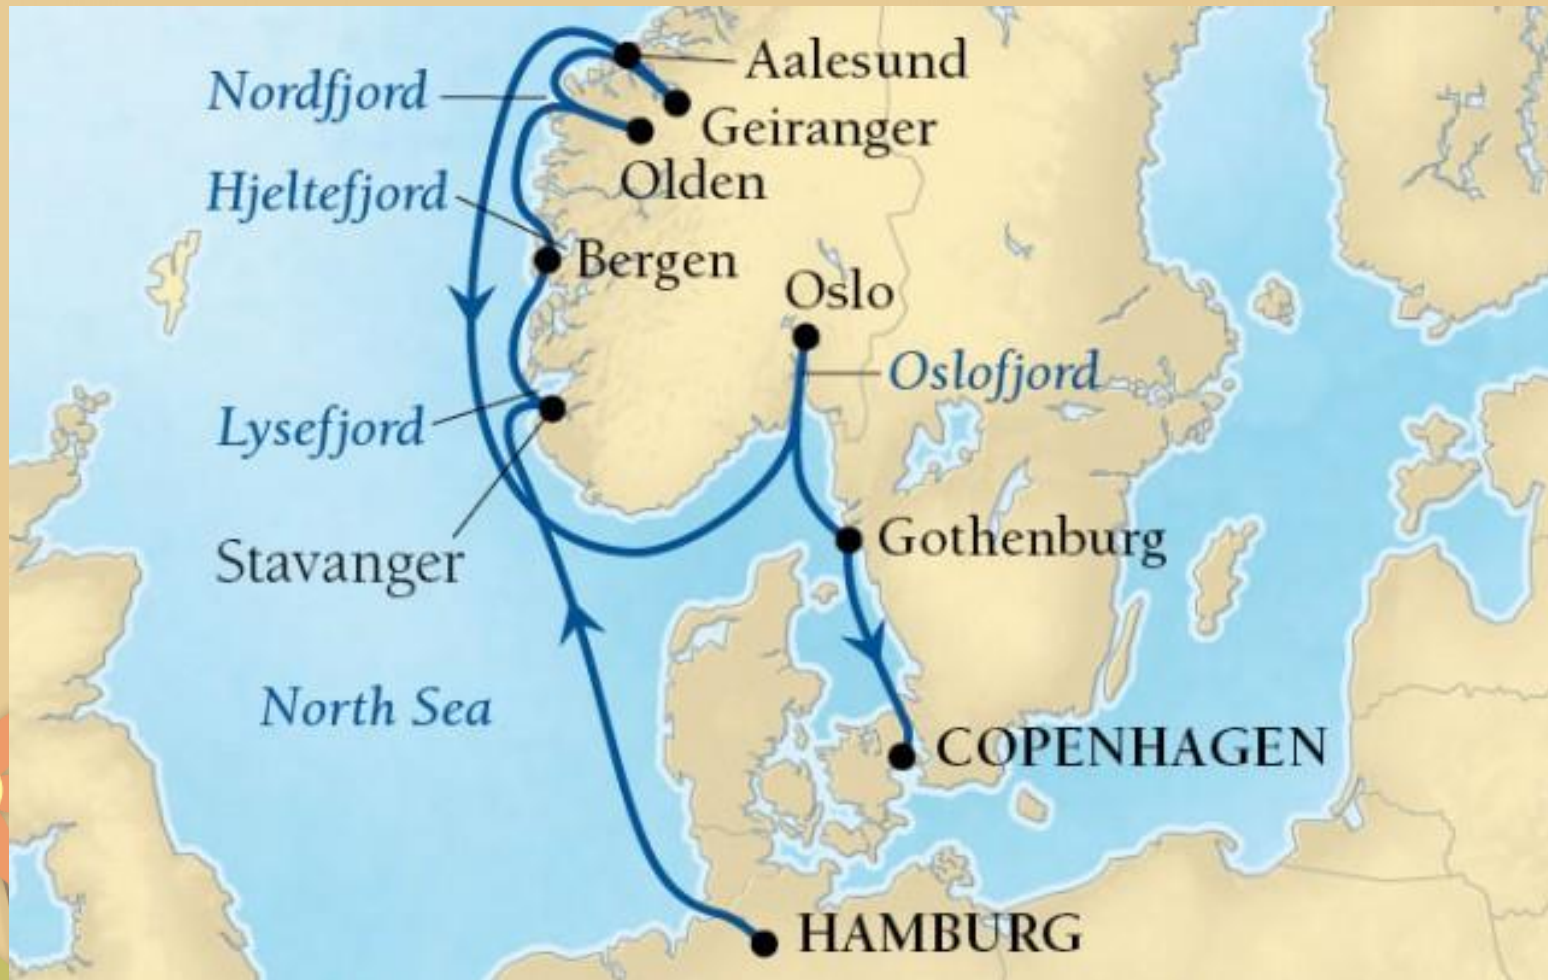 Aalesund
Nordfjord
Geiranger
Olden
Hjeltefjord
Bergen
Oslo
Oslofjord
Lysefjord
Stavanger
Gothenburg
North Sea
COPENHAGEN
HAMBURG